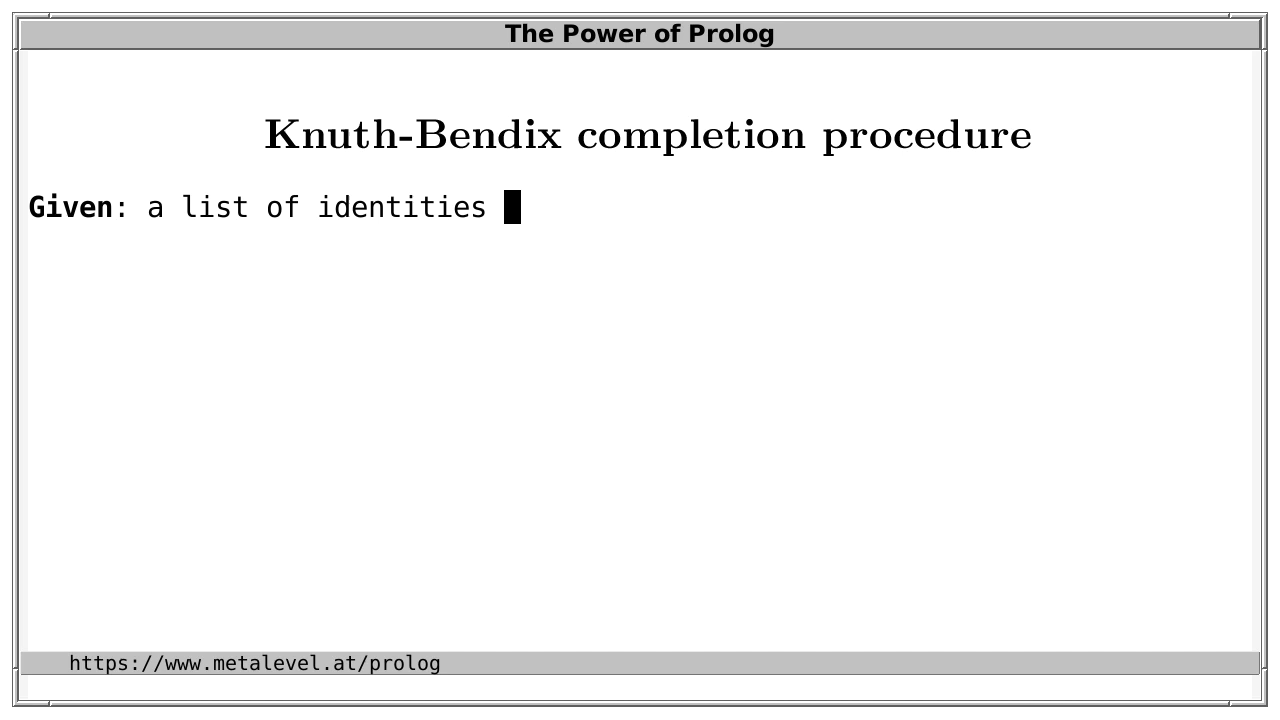 The Power of Prolog
Knuth-Bendix completion procedure
Given: a list of identities
https://www.metalevel.at/prolog